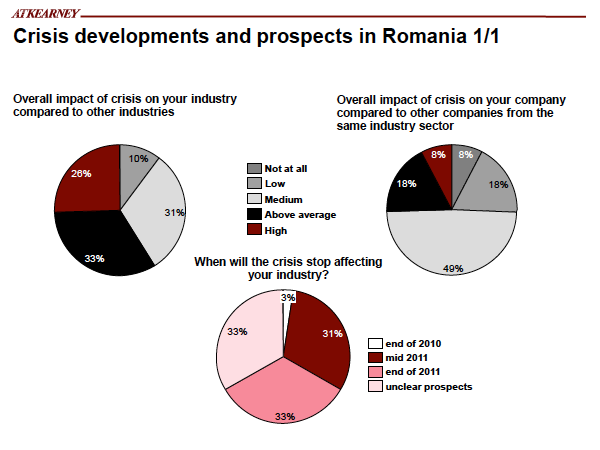 ATKEARNEY
Crisis developments and prospects in Romania 1/1
Overall impact of crisis on your industry
compared to other industries
10%
31%
33%
26%
Not at all
Low
Medium
Above average
High
Overall impact of crisis on your company
compared to other companies from the
same industry sector
8%
8%
18%
18%
49%
When will the crisis stop affecting
your industry?
3%
31%
33%
33%
end of 2010
mid 2011
end of 2011
unclear prospects